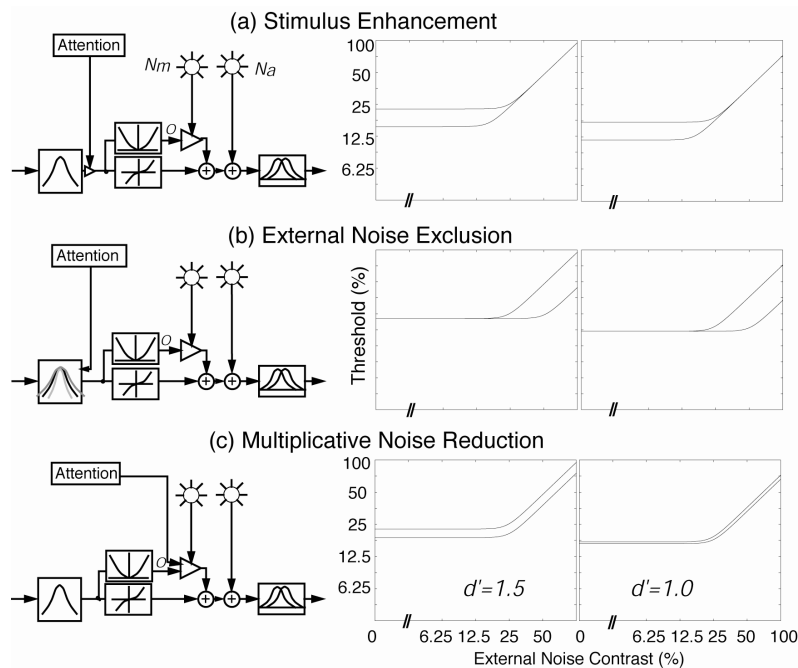 (a) Stimulus Enhancement
Attention
Nm
Na
O
100
50
25
12.5
6.25
(b) External Noise Exclusion
Attention
O
Threshold (%)
(c) Multiplicative Noise Reduction
Attention
O
100
50
25
12.5
6.25
d'=1.5
d'=1.0
0 6.25 12.5 25 50 0 6.25 12.5 25 50 100
External Noise Contrast (%)